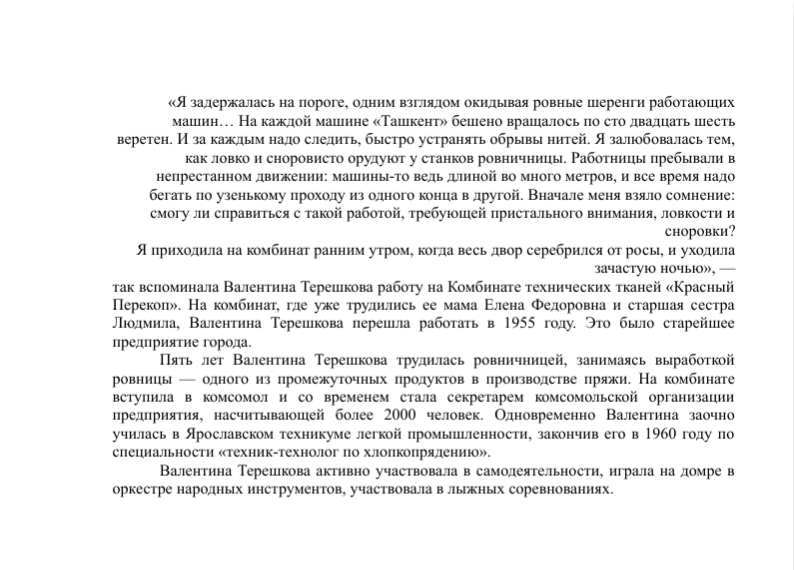 «Я задержалась на пороге, одним взглядом окидывая ровные шеренги работающих
машин… На каждой машине «Ташкент» бешено вращалось по сто двадцать шесть
веретен. И за каждым надо следить, быстро устранять обрывы нитей. Я залюбовалась тем,
как ловко и сноровисто орудуют у станков ровничницы. Работницы пребывали в
непрестанном движении: машины-то ведь длиной во много метров, и все время надо
бегать по узенькому проходу из одного конца в другой. Вначале меня взяло сомнение:
смогу ли справиться с такой работой, требующей пристального внимания, ловкости и
сноровки?
Я приходила на комбинат ранним утром, когда весь двор серебрился от росы, и уходила
зачастую ночью», —
так вспоминала Валентина Терешкова работу на Комбинате технических тканей «Красный
Перекоп». На комбинат, где уже трудились ее мама Елена Федоровна и старшая сестра
Людмила, Валентина Терешкова перешла работать в 1955 году. Это было старейшее
предприятие города.
Пять лет Валентина Терешкова трудилась ровничницей, занимаясь выработкой
ровницы — одного из промежуточных продуктов в производстве пряжи. На комбинате
вступила в комсомол и со временем стала секретарем комсомольской организации
предприятия, насчитывающей более 2000 человек. Одновременно Валентина заочно
училась в Ярославском техникуме легкой промышленности, закончив его в 1960 году по
специальности «техник-технолог по хлопкопрядению».
Валентина Терешкова активно участвовала в самодеятельности, играла на домре в
оркестре народных инструментов, участвовала в лыжных соревнованиях.